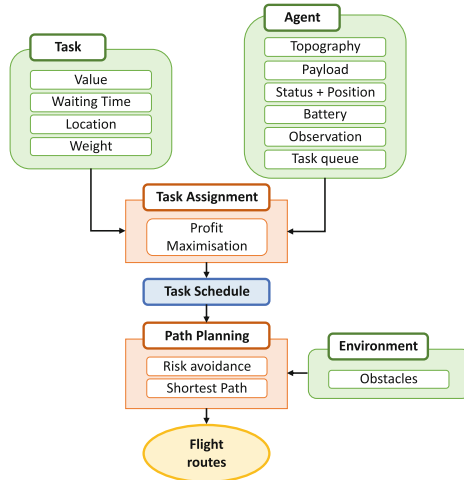 Task
Value
Waiting Time
Location
Weight
Agent
Topography
Payload
Status + Position
Battery
Observation
Task queue
Task Assignment
Profit
Maximisation
Task Schedule
Path Planning
Risk avoidance
Shortest Path
Environment
Obstacles
Flight
routes